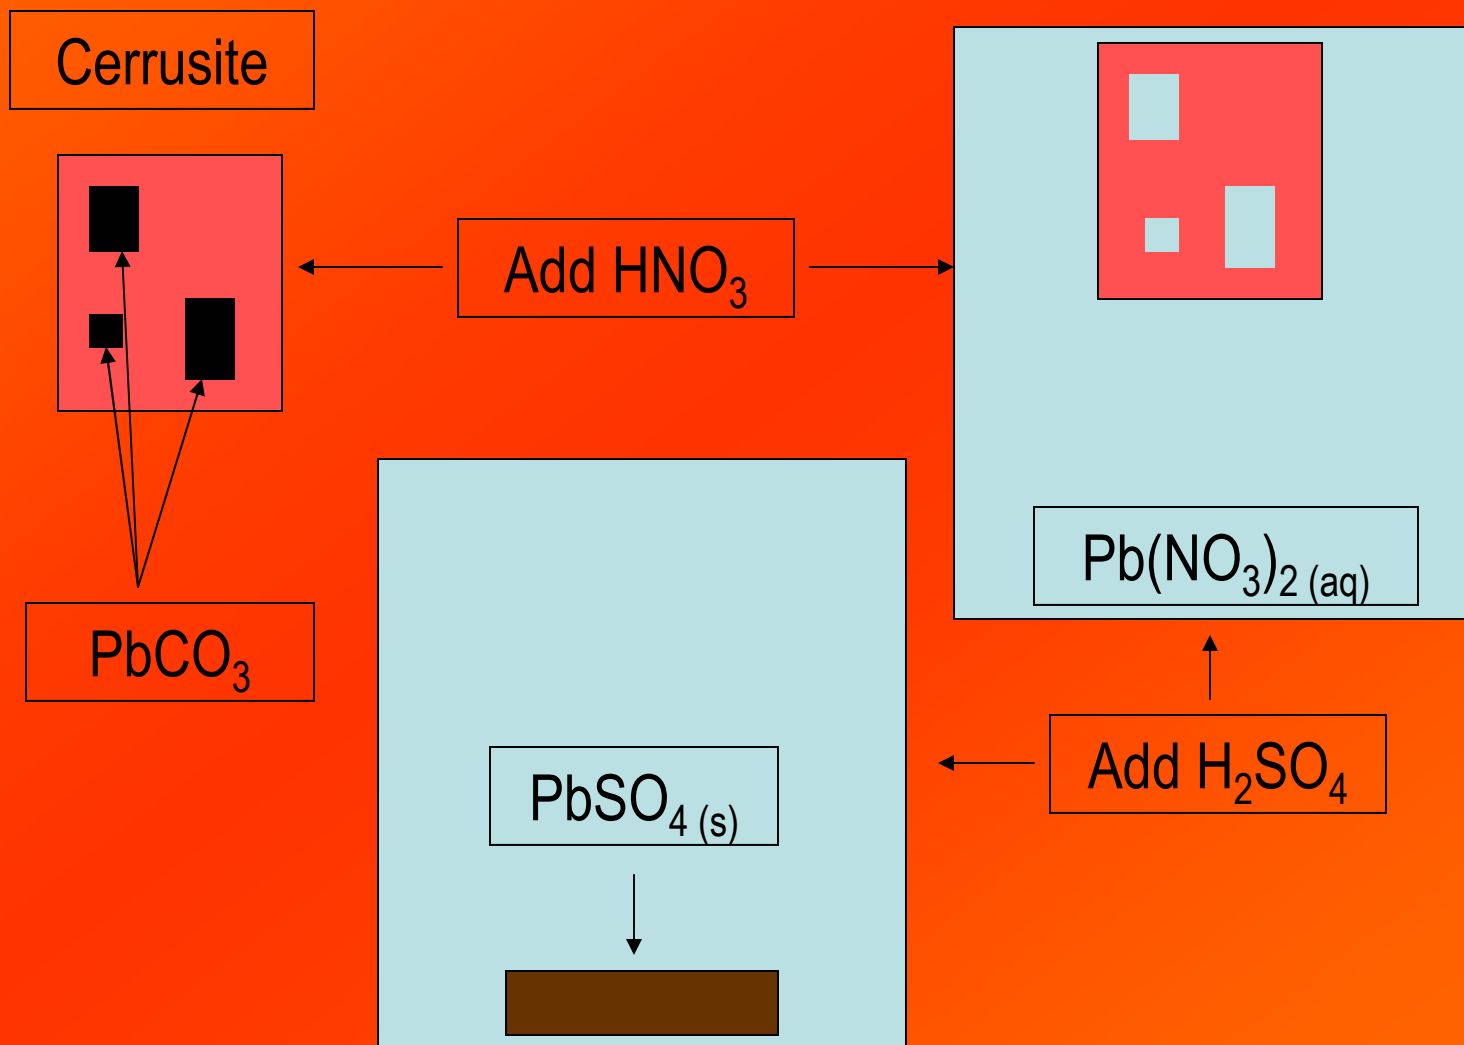 Cerrusite
Add HNO₃
Pb(NO₃)₂ (aq)
PbCO₃
Add H₂SO₄
PbSO₄ (s)